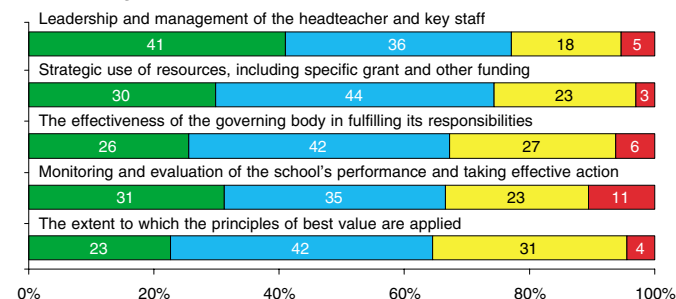 Leadership and management of the headteacher and key staff
41 36 18 5
Strategic use of resources, including specific grant and other funding
30 44 23 3
The effectiveness of the governing body in fulfilling its responsibilities
26 42 27 6
Monitoring and evaluation of the school's performance and taking effective action
31 35 23 11
The extent to which the principles of best value are applied
23 42 31 4
0% 20% 40% 60% 80% 100%